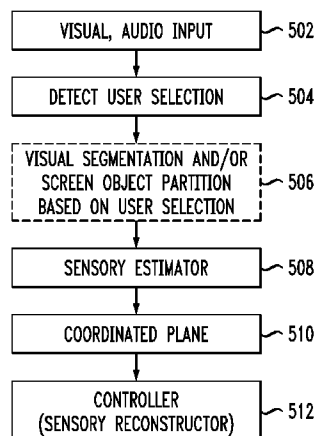 VISUAL, AUDIO INPUT 502
DETECT USER SELECTION 504
VISUAL SEGMENTATION AND/OR
SCREEN OBJECT PARTITION 506
BASED ON USER SELECTION
SENSORY ESTIMATOR 508
COORDINATED PLANE 510
CONTROLLER
(SENSORY RECONSTRUCTOR) 512